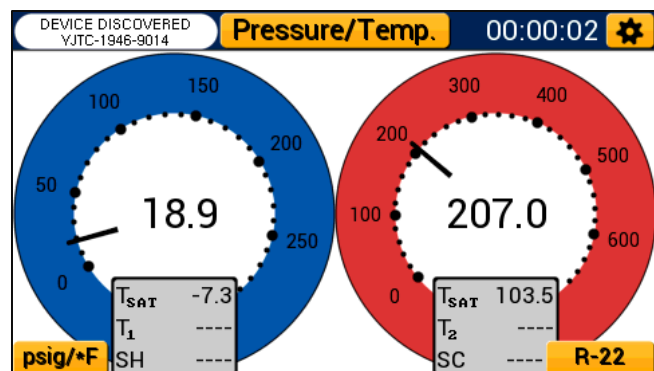 DEVICE DISCOVERED
YJTC-1946-9014
Pressure/Temp.
00:00:02
0
50
100
150
200
250
18.9
TSAT -7.3
T1 ----
SH ----
psig/*F
0
100
200
300
400
500
600
207.0
TSAT 103.5
T2 ----
SC ----
R-22